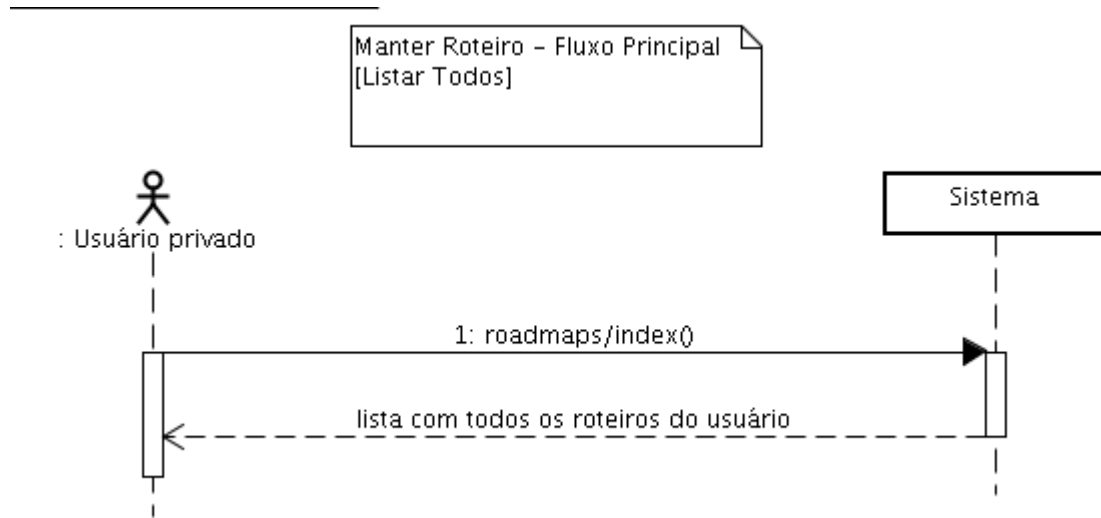 Manter Roteiro – Fluxo Principal
[Listar Todos]
: Usuário privado
Sistema
1: roadmaps/index()
lista com todos os roteiros do usuário